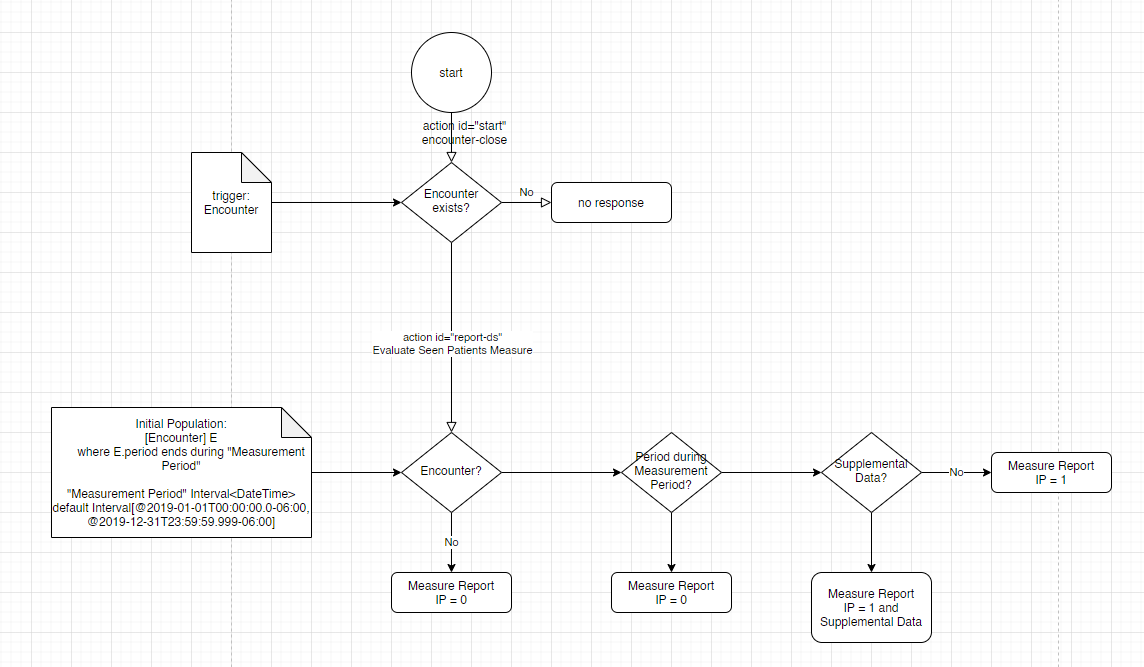 start
action id="start"
encounter-close
trigger:
Encounter
Encounter
exists?
No
no response
action id="report-ds"
Evaluate Seen Patients Measure
Initial Population:
[Encounter] E
where E.period ends during "Measurement
Period"
"Measurement Period" Interval<DateTime>
default Interval[@2019-01-01T00:00:00.0-06:00,
@2019-12-31T23:59:59.999-06:00]
Encounter?
Period during
Measurement
Period?
Supplemental
Data?
No
Measure Report
IP = 1
No
Measure Report
IP = 0
Measure Report
IP = 0
Measure Report
IP = 1 and
Supplemental Data